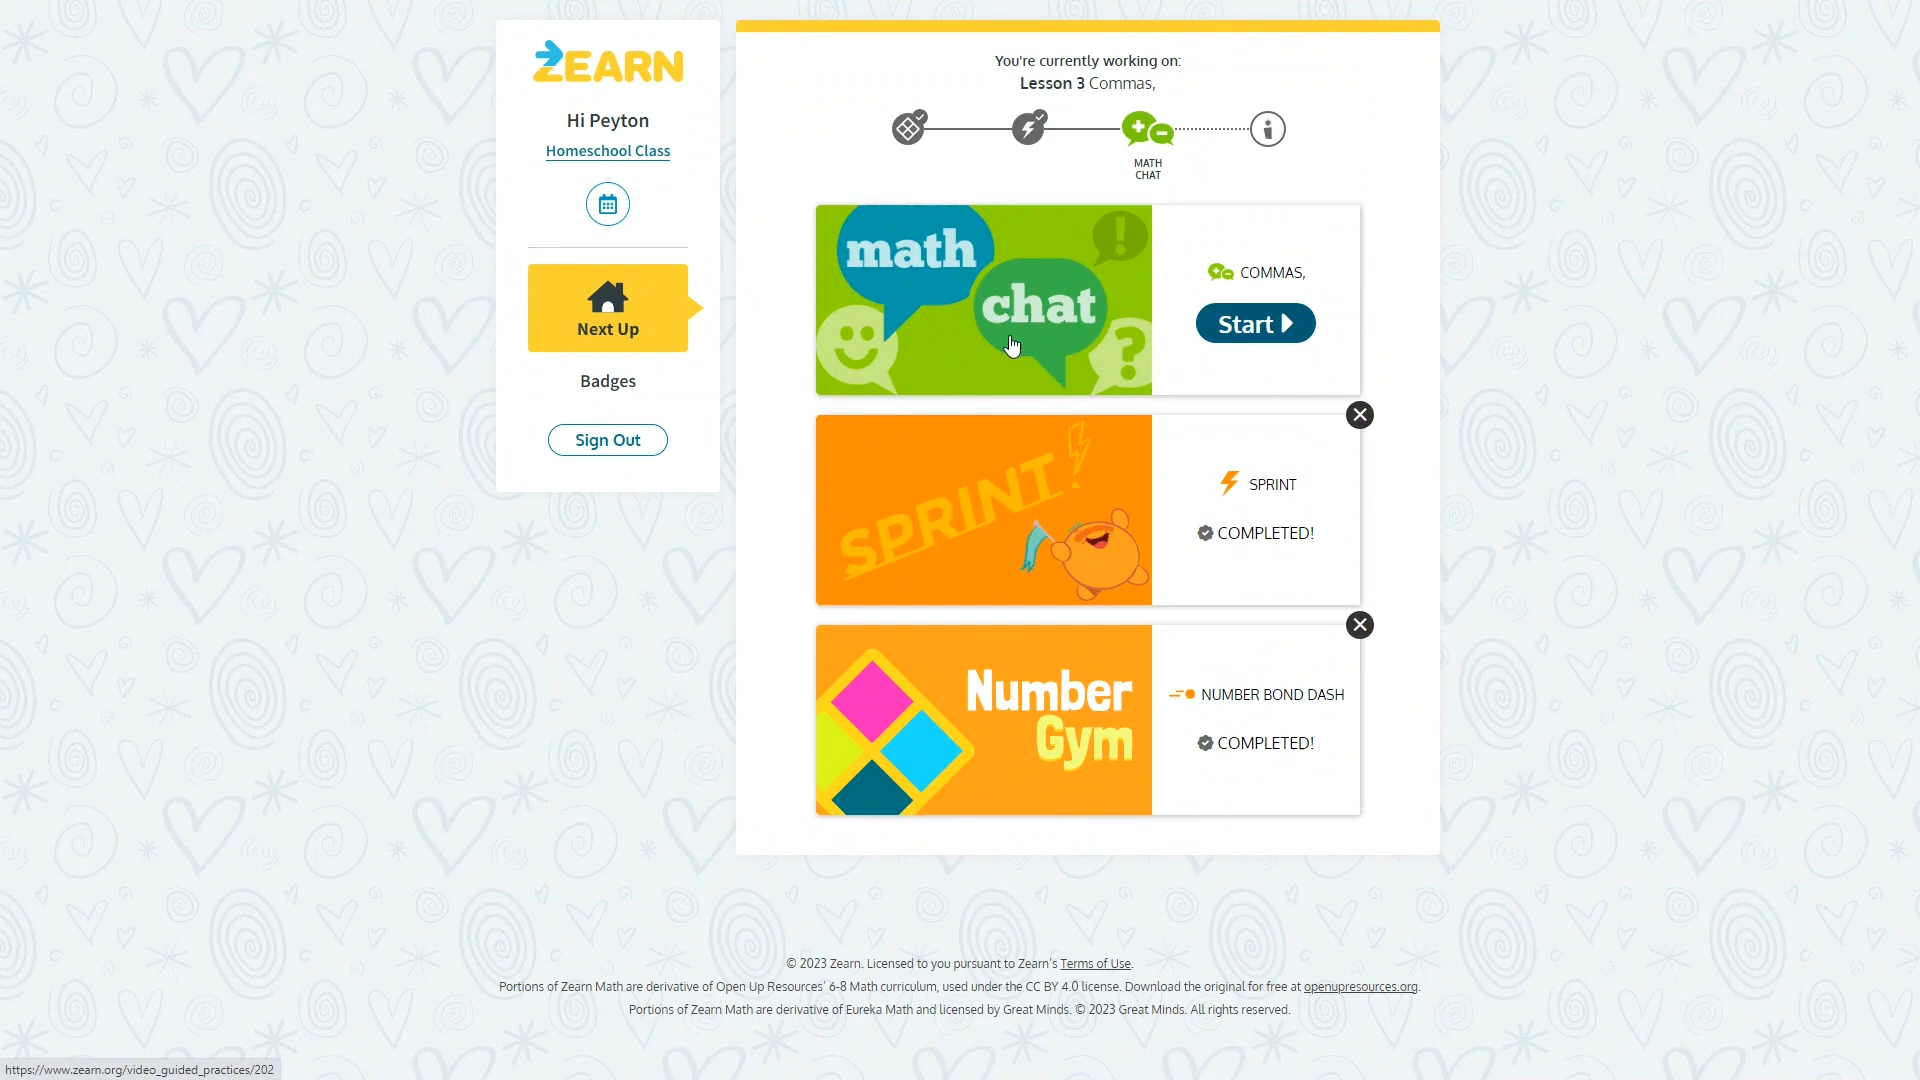 ZEARN
Hi Peyton
Homeschool Class
Next Up
Badges
Sign Out
You're currently working on:
Lesson 3 Commas,
MATH
CHAT
math
chat
!
?
COMMAS,
Start
SPRINT!
SPRINT
COMPLETED!
Number
Gym
NUMBER BOND DASH
COMPLETED!
© 2023 Zearn. Licensed to you pursuant to Zearn's Terms of Use.
Portions of Zearn Math are derivative of Open Up Resources' 6-8 Math curriculum, used under the CC BY 4.0 license. Download the original for free at openupresources.org.
Portions of Zearn Math are derivative of Eureka Math and licensed by Great Minds. © 2023 Great Minds. All rights reserved.
https://www.zearn.org/video_guided_practices/202